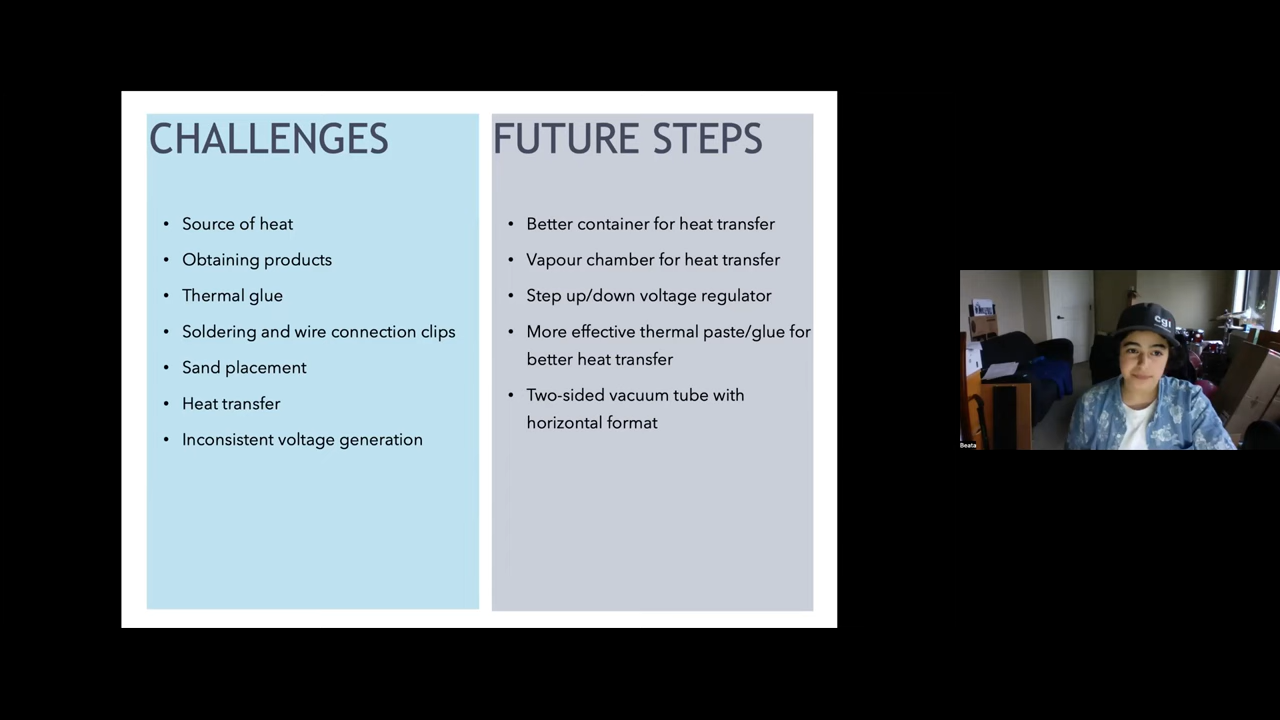 CHALLENGES
• Source of heat
• Obtaining products
• Thermal glue
• Soldering and wire connection clips
• Sand placement
• Heat transfer
• Inconsistent voltage generation
FUTURE STEPS
• Better container for heat transfer
• Vapour chamber for heat transfer
• Step up/down voltage regulator
• More effective thermal paste/glue for
better heat transfer
• Two-sided vacuum tube with
horizontal format
cgi
Beata